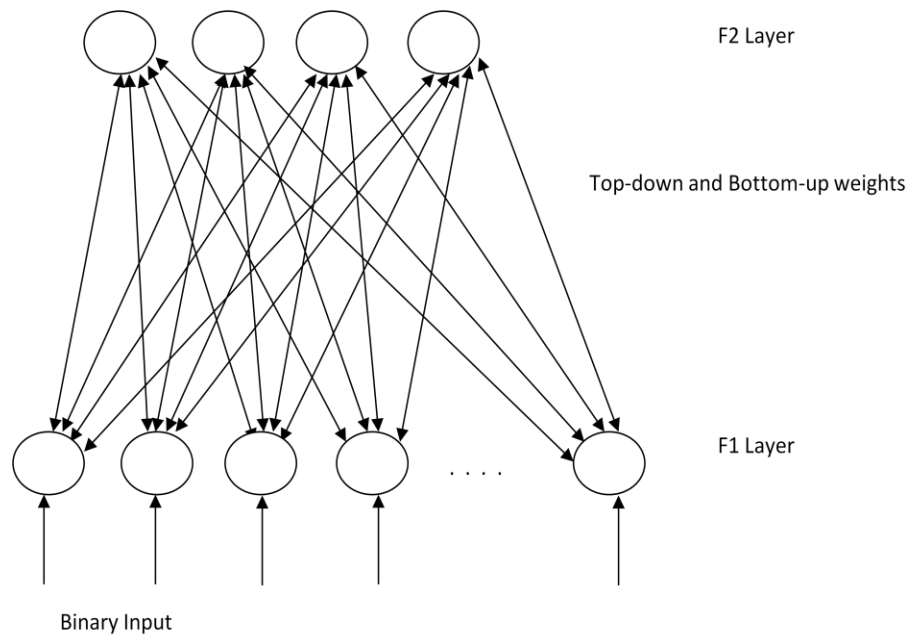 F2 Layer
Top-down and Bottom-up weights
F1 Layer
. . . .
Binary Input